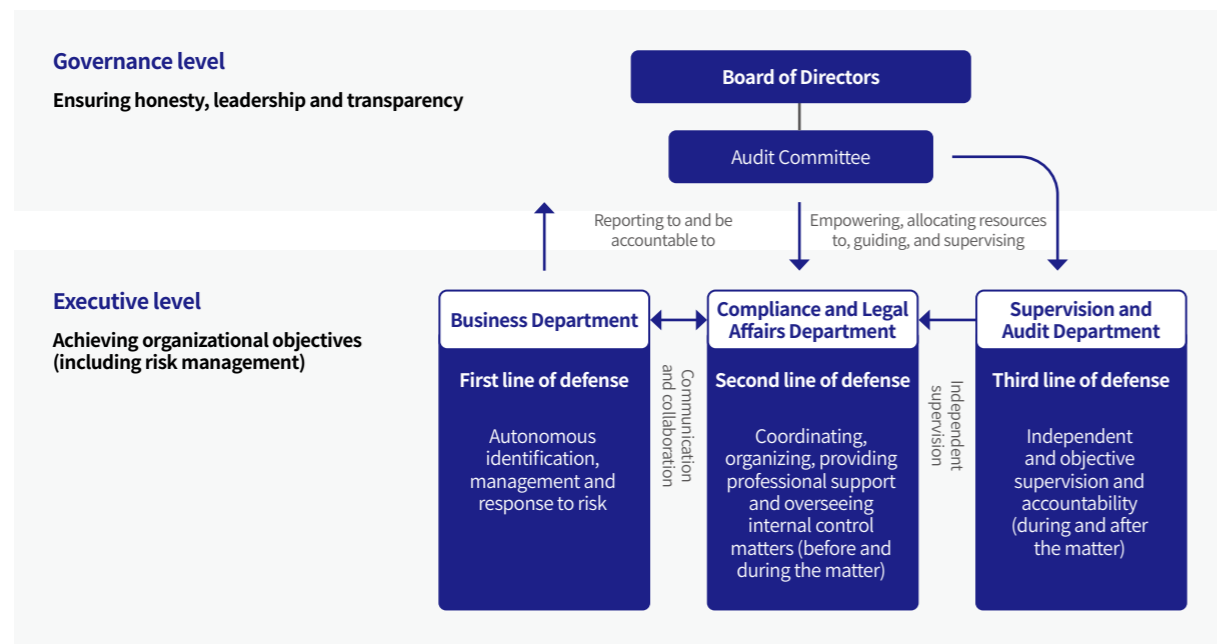 Governance level
Ensuring honesty, leadership and transparency
Board of Directors
Audit Committee
Reporting to and be
accountable to
Empowering, allocating resources
to, guiding, and supervising
Executive level
Achieving organizational objectives
(including risk management)
Business Department
First line of defense
Autonomous
identification,
management and
response to risk
Communication
and collaboration
Compliance and Legal
Affairs Department
Second line of defense
Coordinating,
organizing, providing
professional support
and overseeing
internal control
matters (before and
during the matter)
Independent
supervision
Supervision and
Audit Department
Third line of defense
Independent
and objective
supervision and
accountability
(during and after
the matter)